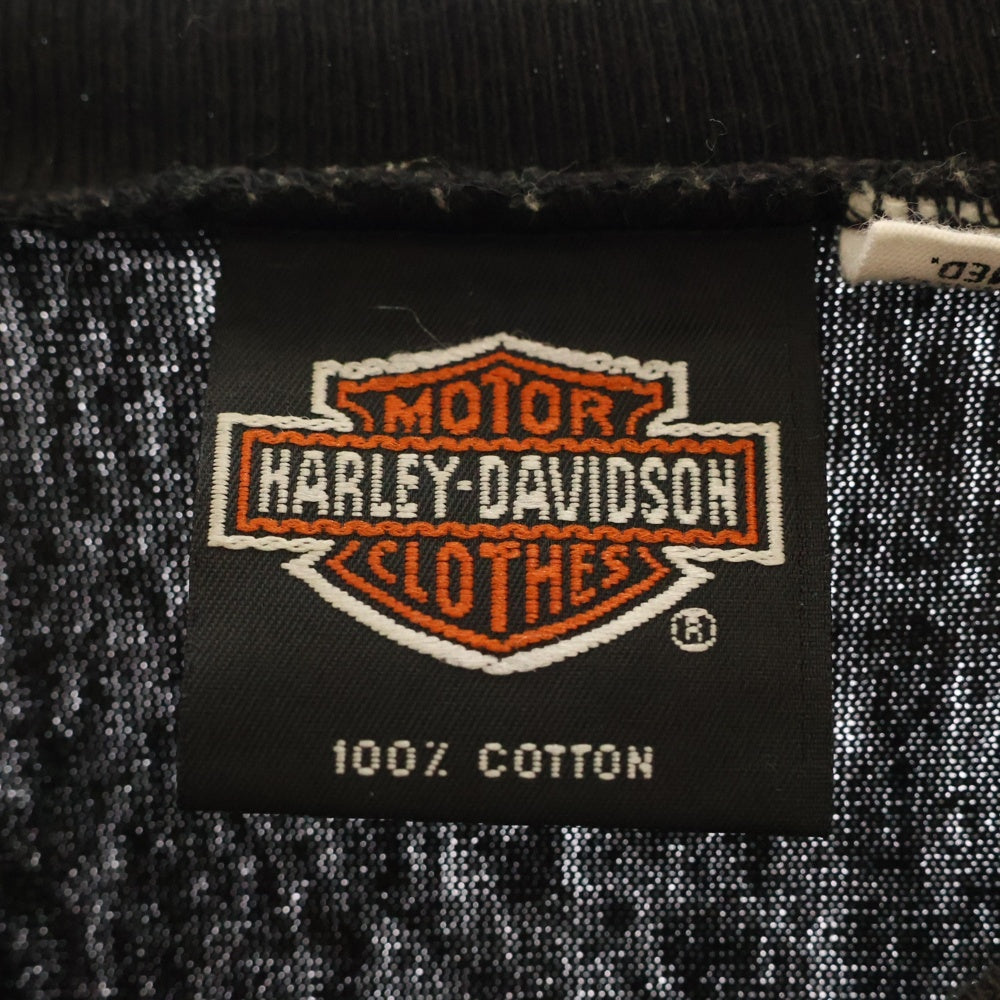 MOTOR
HARLEY-DAVIDSON
CLOTHES
®
100% COTTON